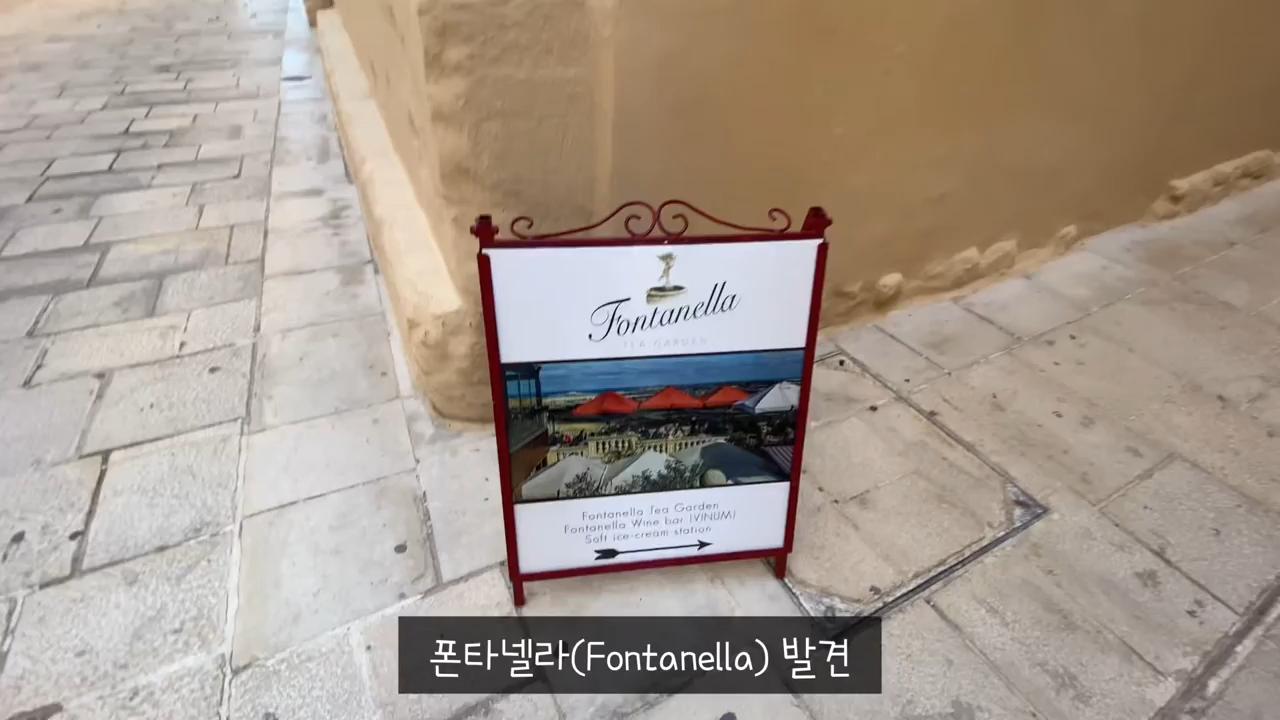 Fontanella
TEA GARDEN
Fontanella Tea Garden
Fontanella Wine bar (VINUM)
Soft ice-cream station
폰타넬라(Fontanella) 발견